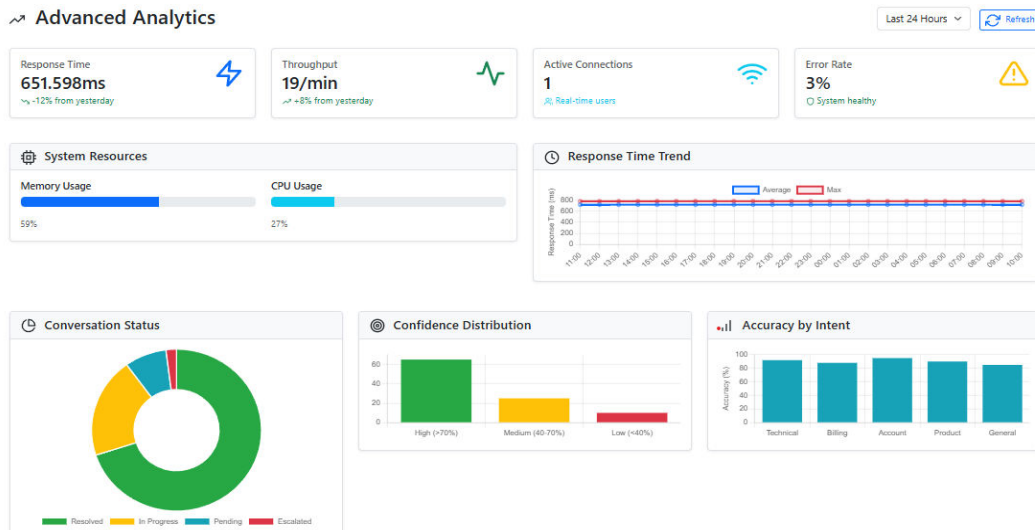 Advanced Analytics
Last 24 Hours
Refresh
Response Time
651.598ms
-12% from yesterday
Throughput
19/min
+8% from yesterday
Active Connections
1
Real-time users
Error Rate
3%
System healthy
System Resources
Memory Usage
59%
CPU Usage
27%
Response Time Trend
Average Max
Response Time (ms)
800
600
400
200
0
11:00 12:00 13:00 14:00 15:00 16:00 17:00 18:00 19:00 20:00 21:00 22:00 23:00 00:00 01:00 02:00 03:00 04:00 05:00 06:00 07:00 08:00 09:00 10:00
Conversation Status
Resolved In Progress Pending Escalated
Confidence Distribution
60
40
20
0
High (>70%) Medium (40-70%) Low (<40%)
Accuracy by Intent
Accuracy (%)
100
80
60
40
20
0
Technical Billing Account Product General